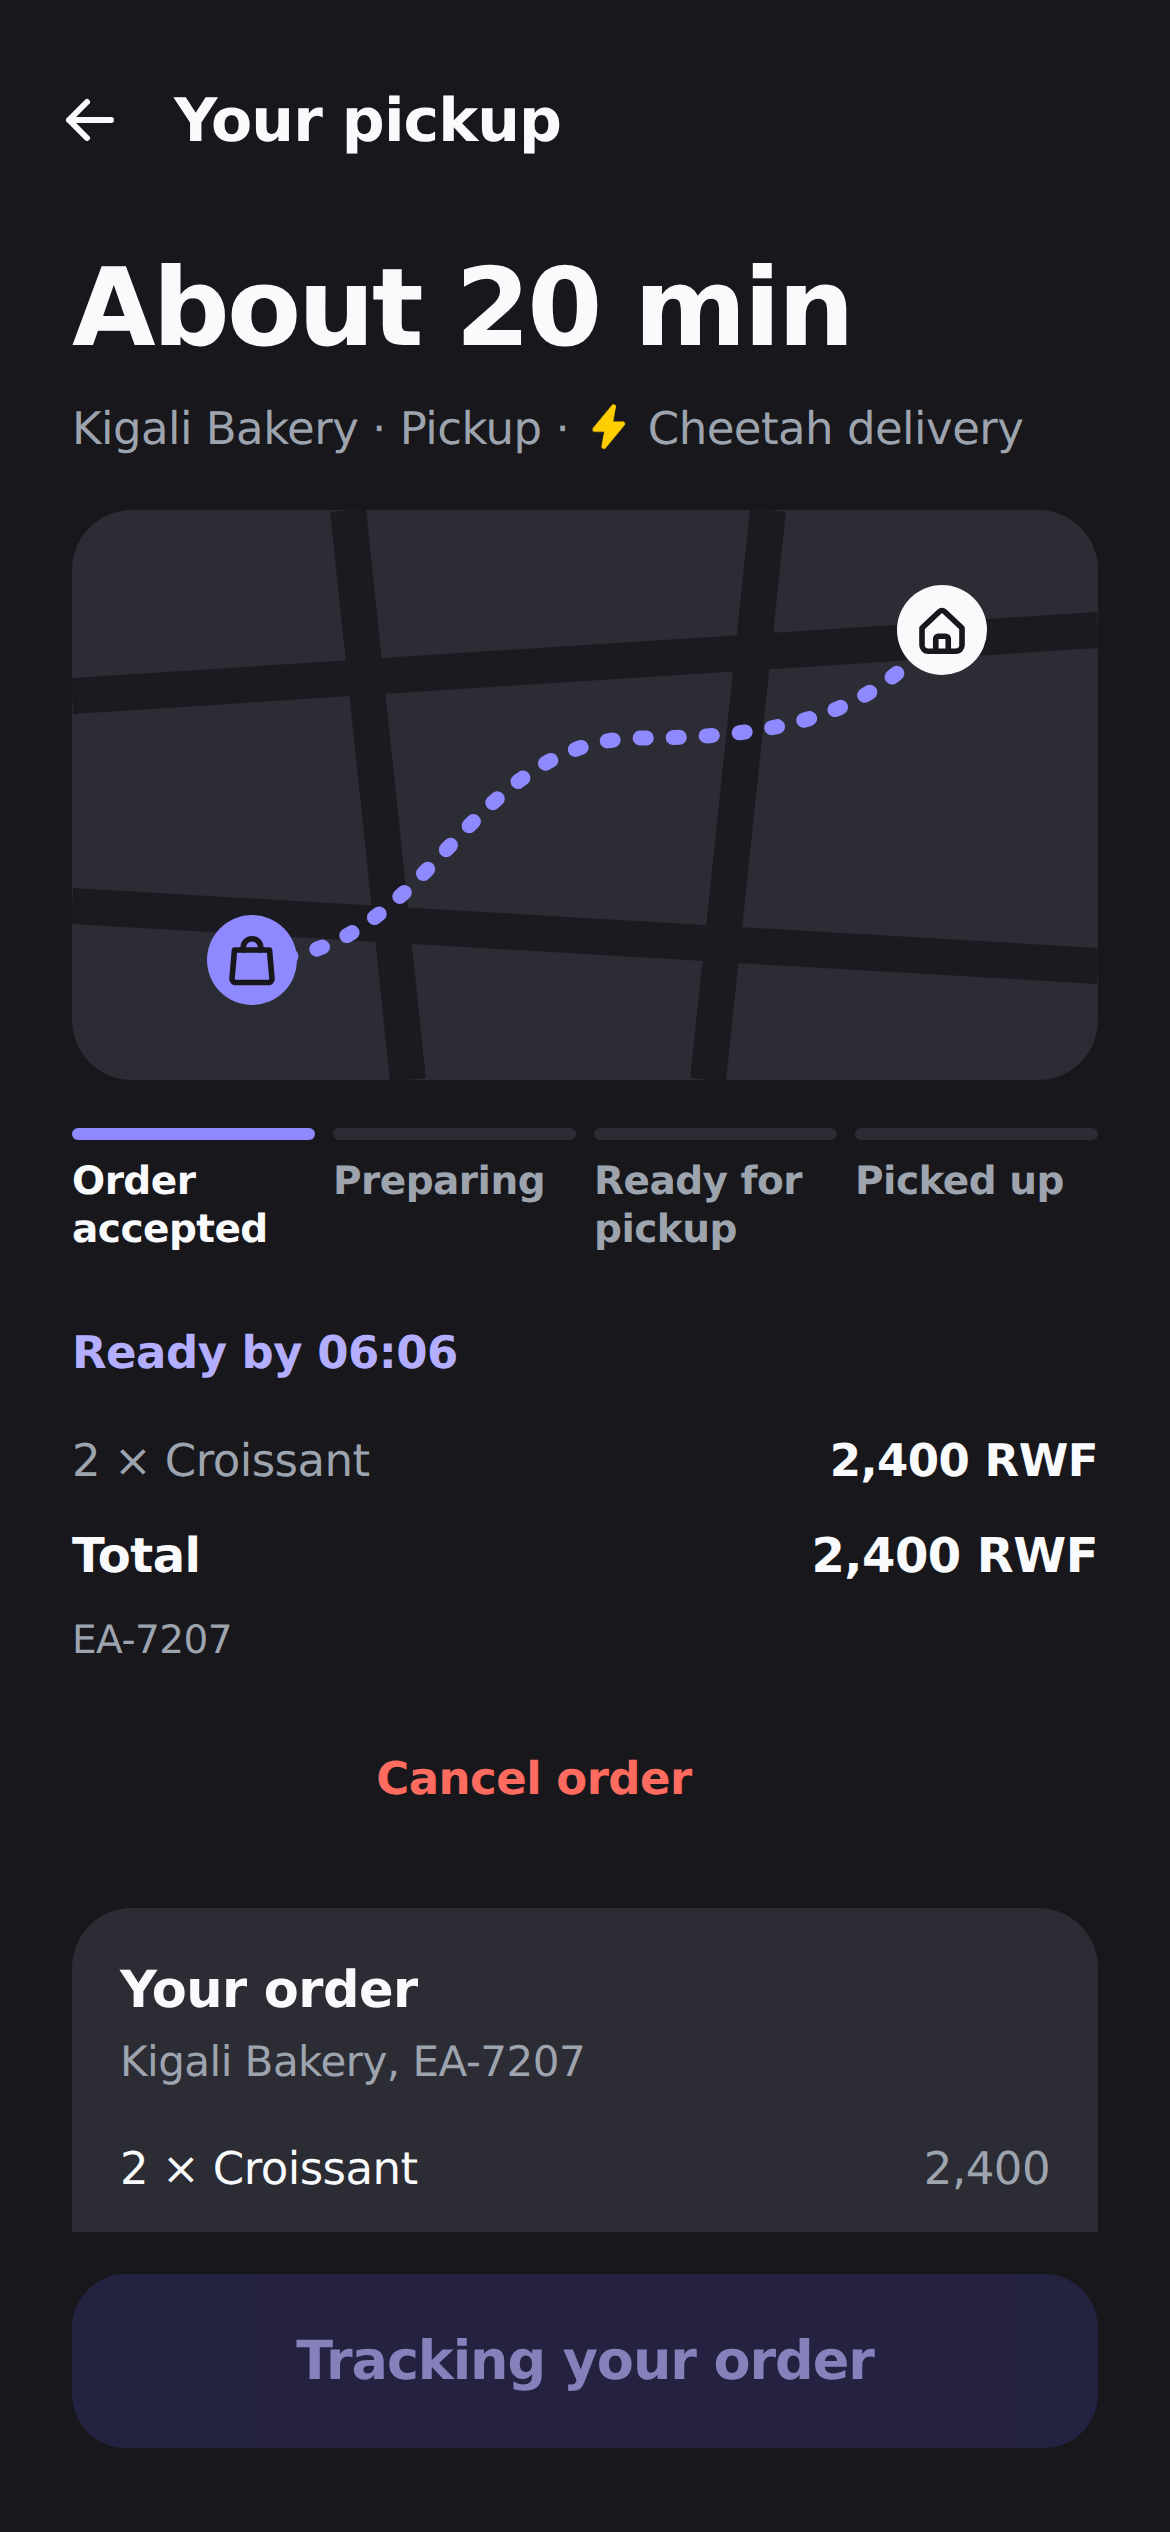 Your pickup
About 20 min
Kigali Bakery · Pickup · ⚡ Cheetah delivery
Order accepted
Preparing
Ready for pickup
Picked up
Ready by 06:06
2 × Croissant 2,400 RWF
Total 2,400 RWF
EA-7207
Cancel order
Your order
Kigali Bakery, EA-7207
2 × Croissant 2,400
Tracking your order